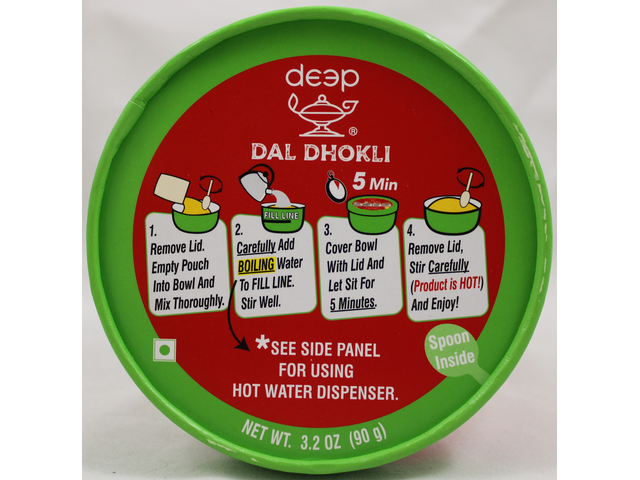 deep
®
DAL DHOKLI
5 Min
FILL LINE
1.
Remove Lid.
Empty Pouch
Into Bowl And
Mix Thoroughly.
2.
Carefully Add
BOILING Water
To FILL LINE.
Stir Well.
3.
Cover Bowl
With Lid And
Let Sit For
5 Minutes.
4.
Remove Lid,
Stir Carefully
(Product is HOT!)
And Enjoy!
*SEE SIDE PANEL
FOR USING
HOT WATER DISPENSER.
Spoon
Inside
NET WT. 3.2 OZ (90 g)